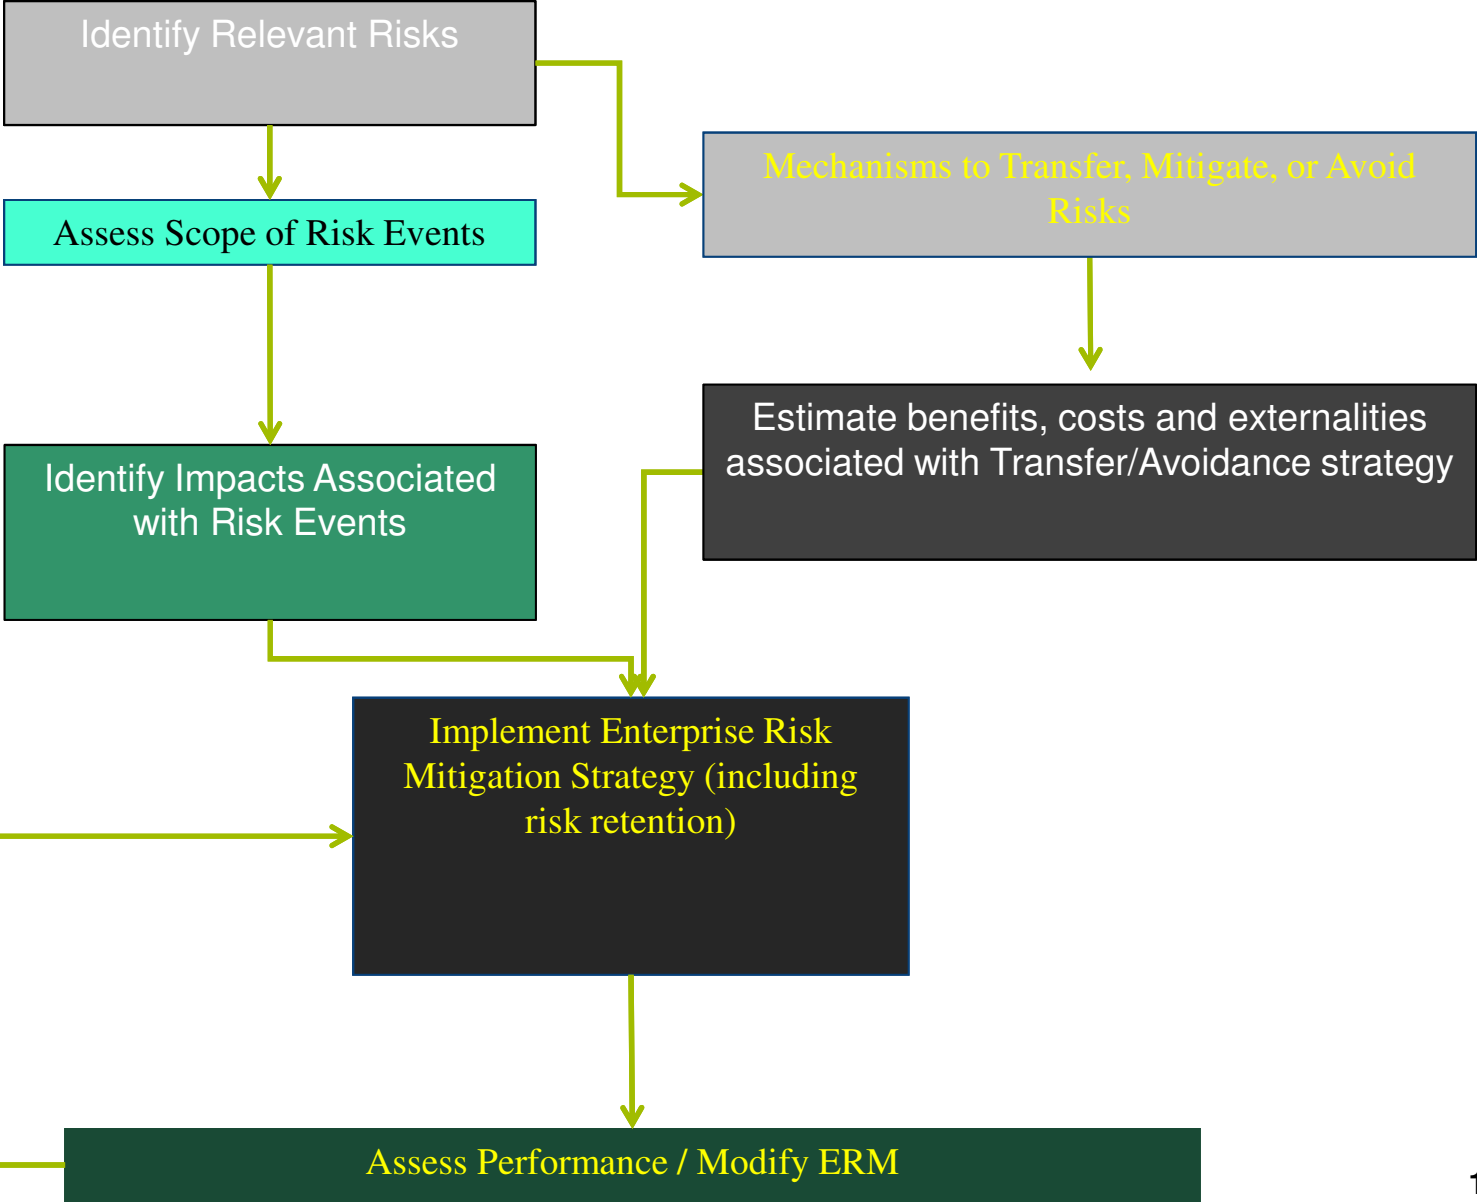 Identify Relevant Risks
Mechanisms to Transfer, Mitigate, or Avoid
Risks
Assess Scope of Risk Events
Estimate benefits, costs and externalities
associated with Transfer/Avoidance strategy
Identify Impacts Associated
with Risk Events
Implement Enterprise Risk
Mitigation Strategy (including
risk retention)
Assess Performance / Modify ERM